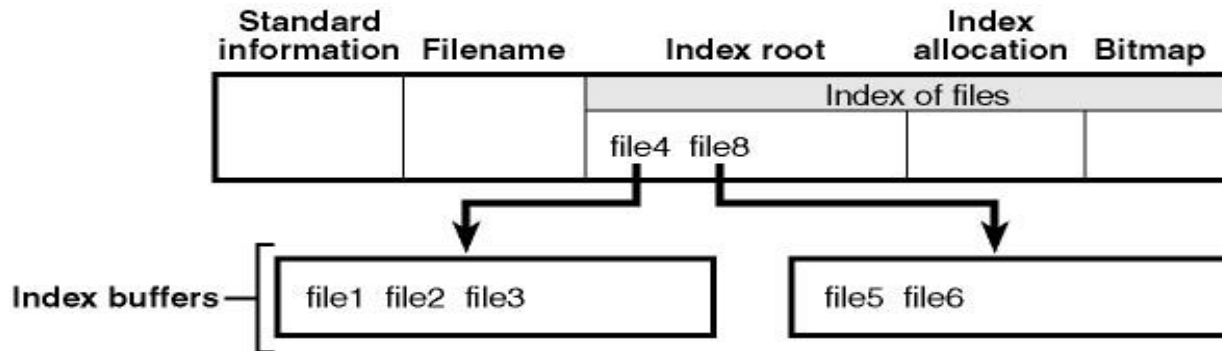 Standard information Filename Index root Index allocation Bitmap
Index of files
file4 file8
Index buffers
file1 file2 file3
file5 file6